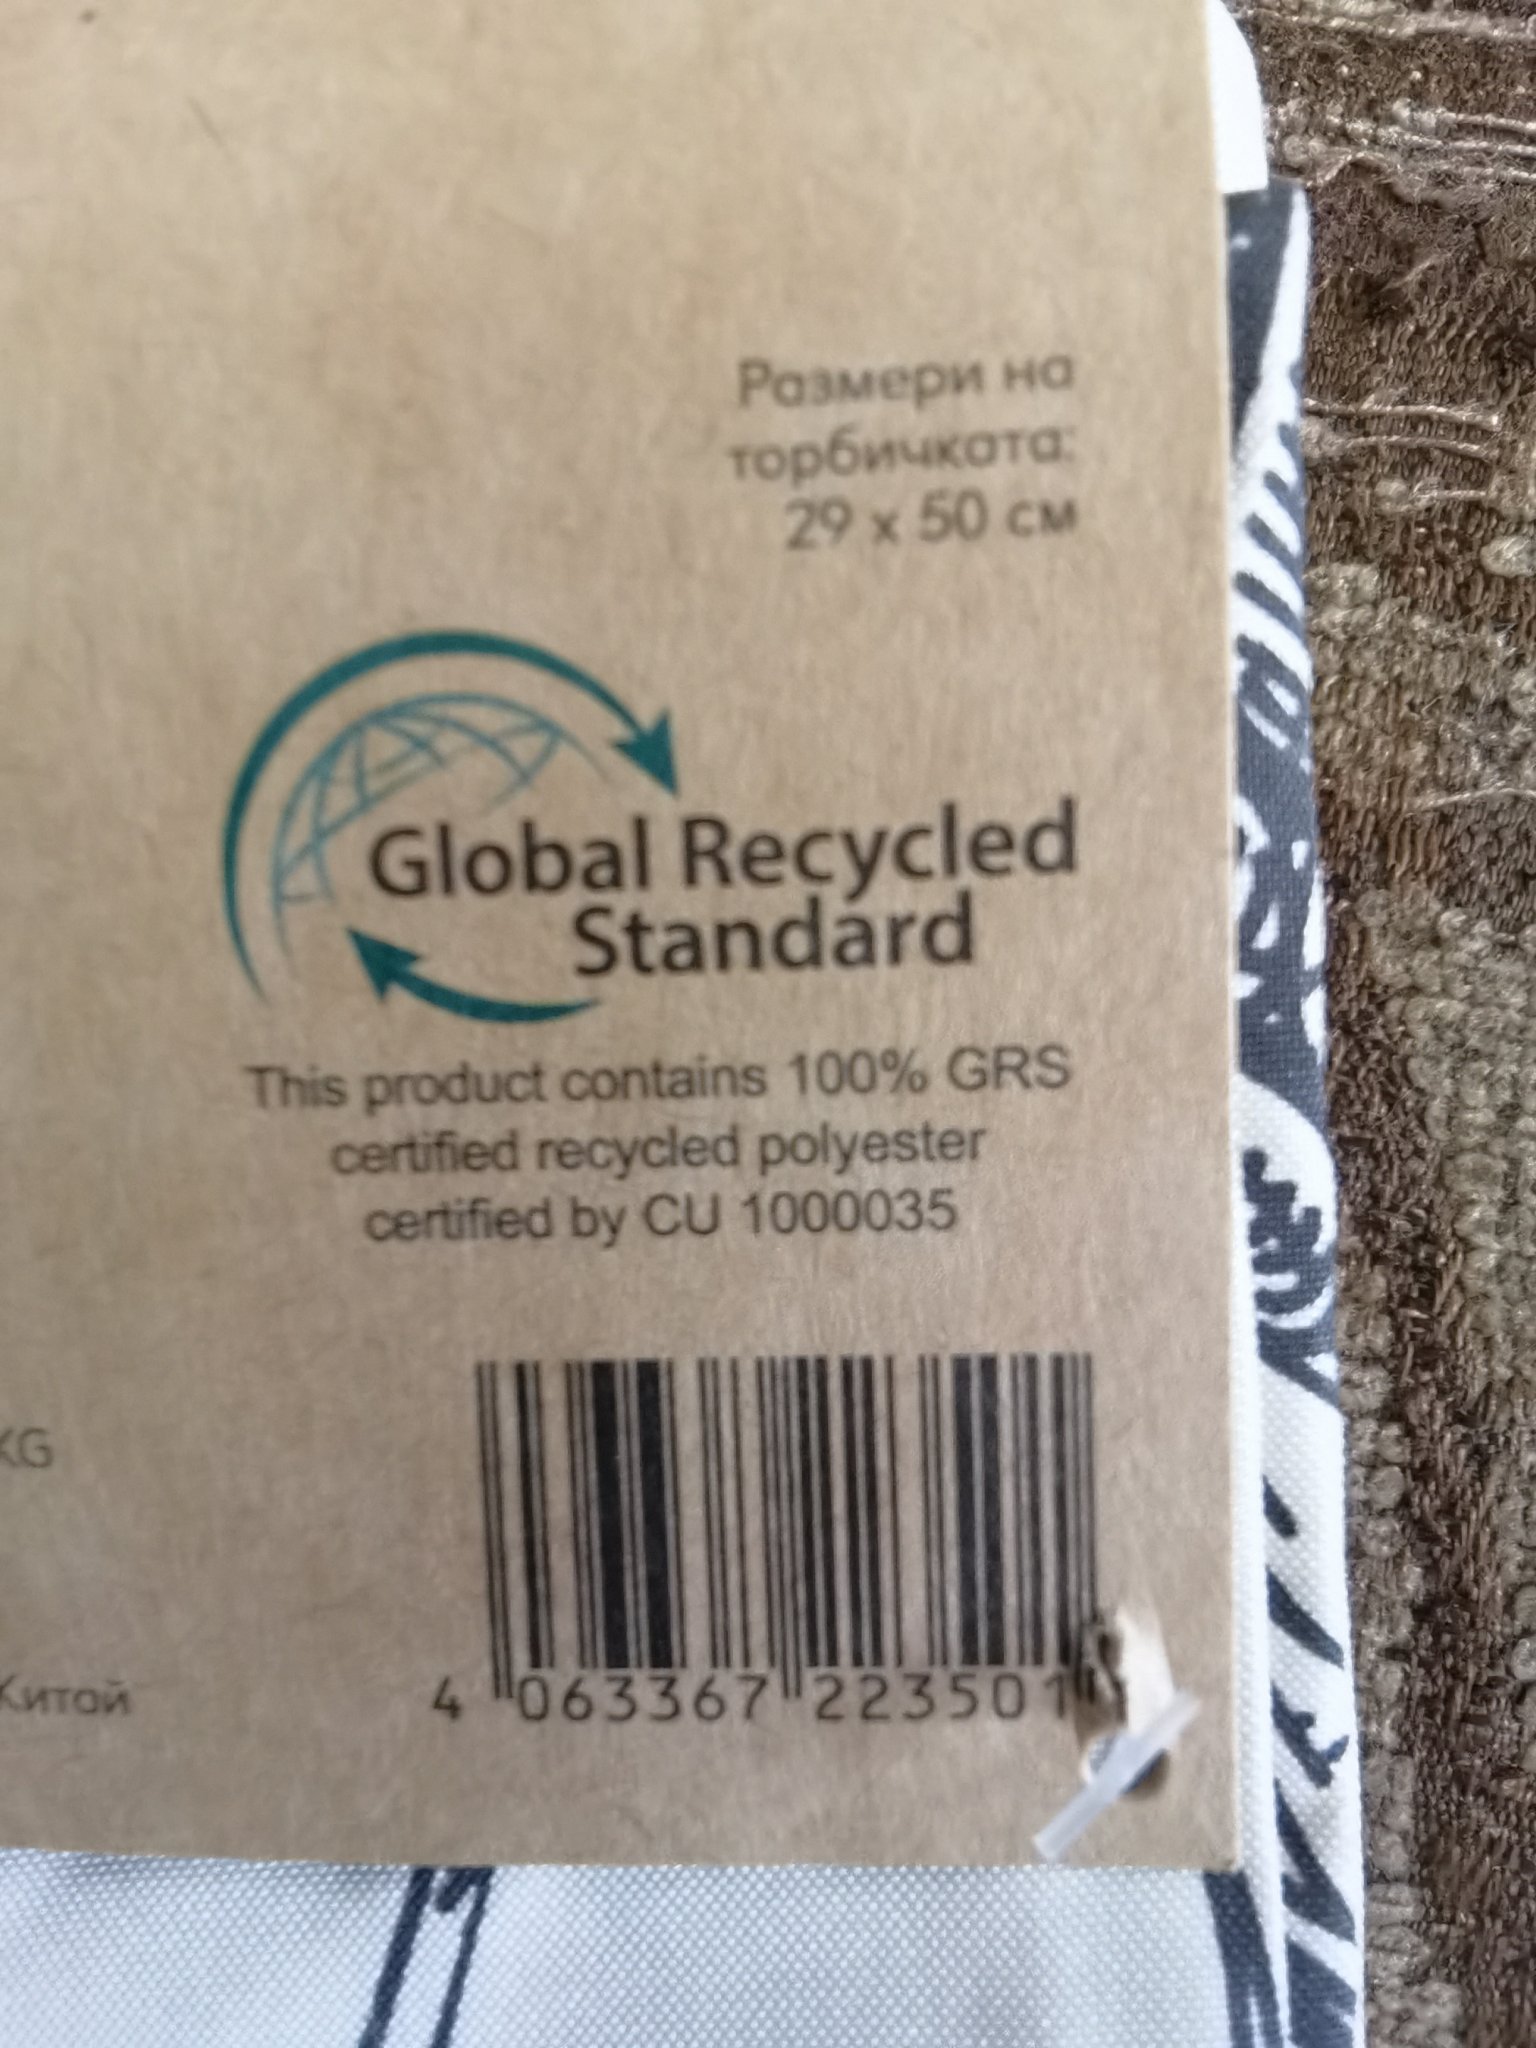 Размери на
торбичката:
29 x 50 см
Global Recycled
Standard
This product contains 100% GRS
certified recycled polyester
certified by CU 1000035
KG
4 063367 223501
Китай